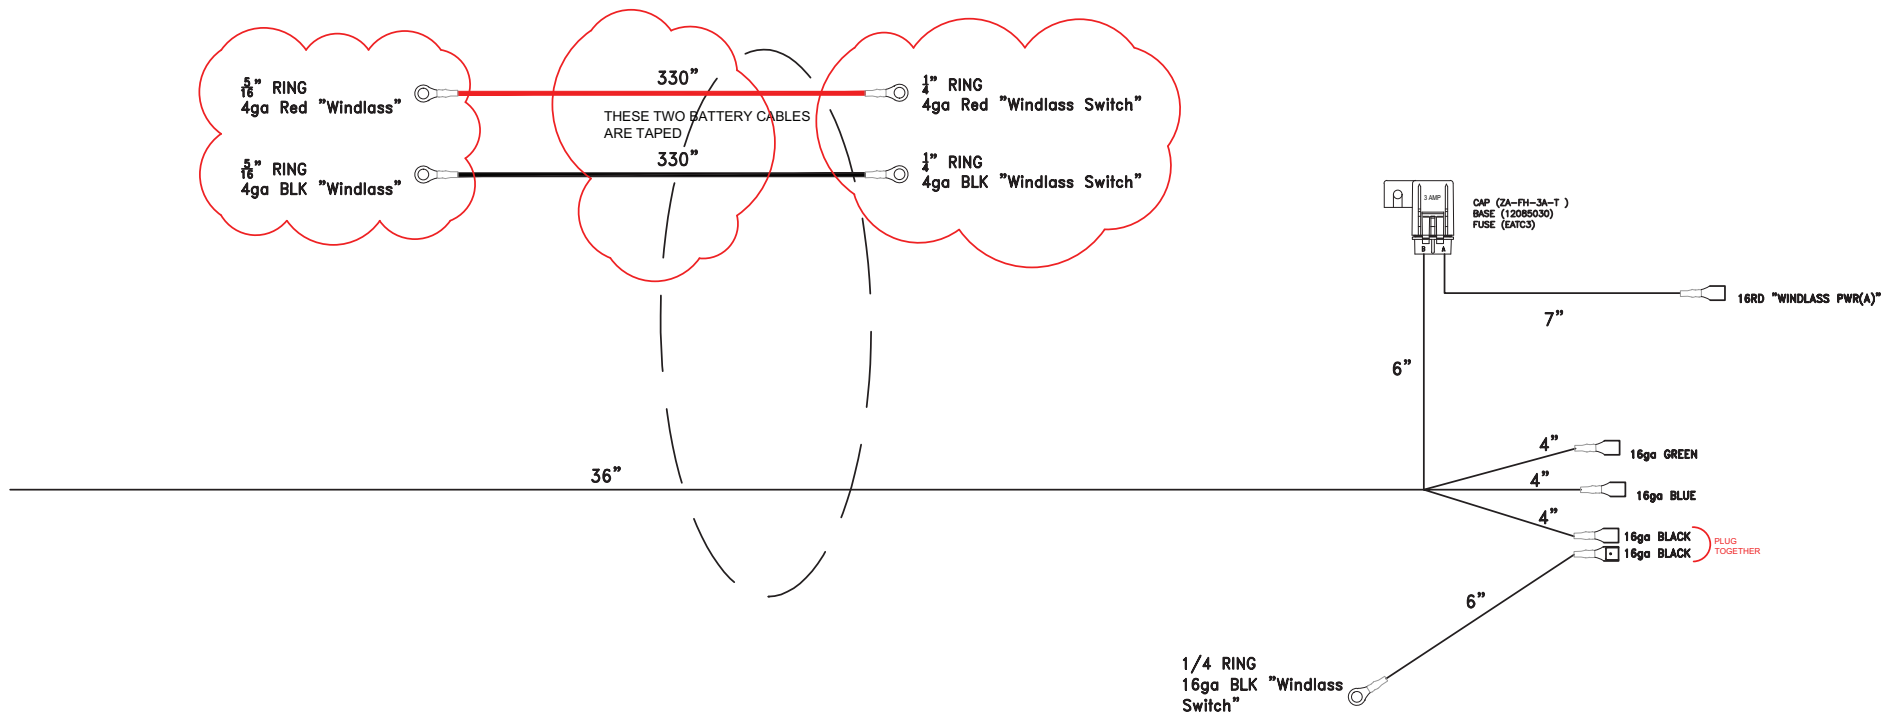 5/16" RING
4ga Red "Windlass"
330"
1/4" RING
4ga Red "Windlass Switch"
THESE TWO BATTERY CABLES
ARE TAPED
5/16" RING
4ga BLK "Windlass"
330"
1/4" RING
4ga BLK "Windlass Switch"
3 AMP
CAP (ZA-FH-3A-T )
BASE (12085030)
FUSE (EATC3)
B A
16RD "WINDLASS PWR(A)"
7"
6"
36"
4"
16ga GREEN
4"
16ga BLUE
4"
16ga BLACK
16ga BLACK
PLUG
TOGETHER
6"
1/4 RING
16ga BLK "Windlass
Switch"